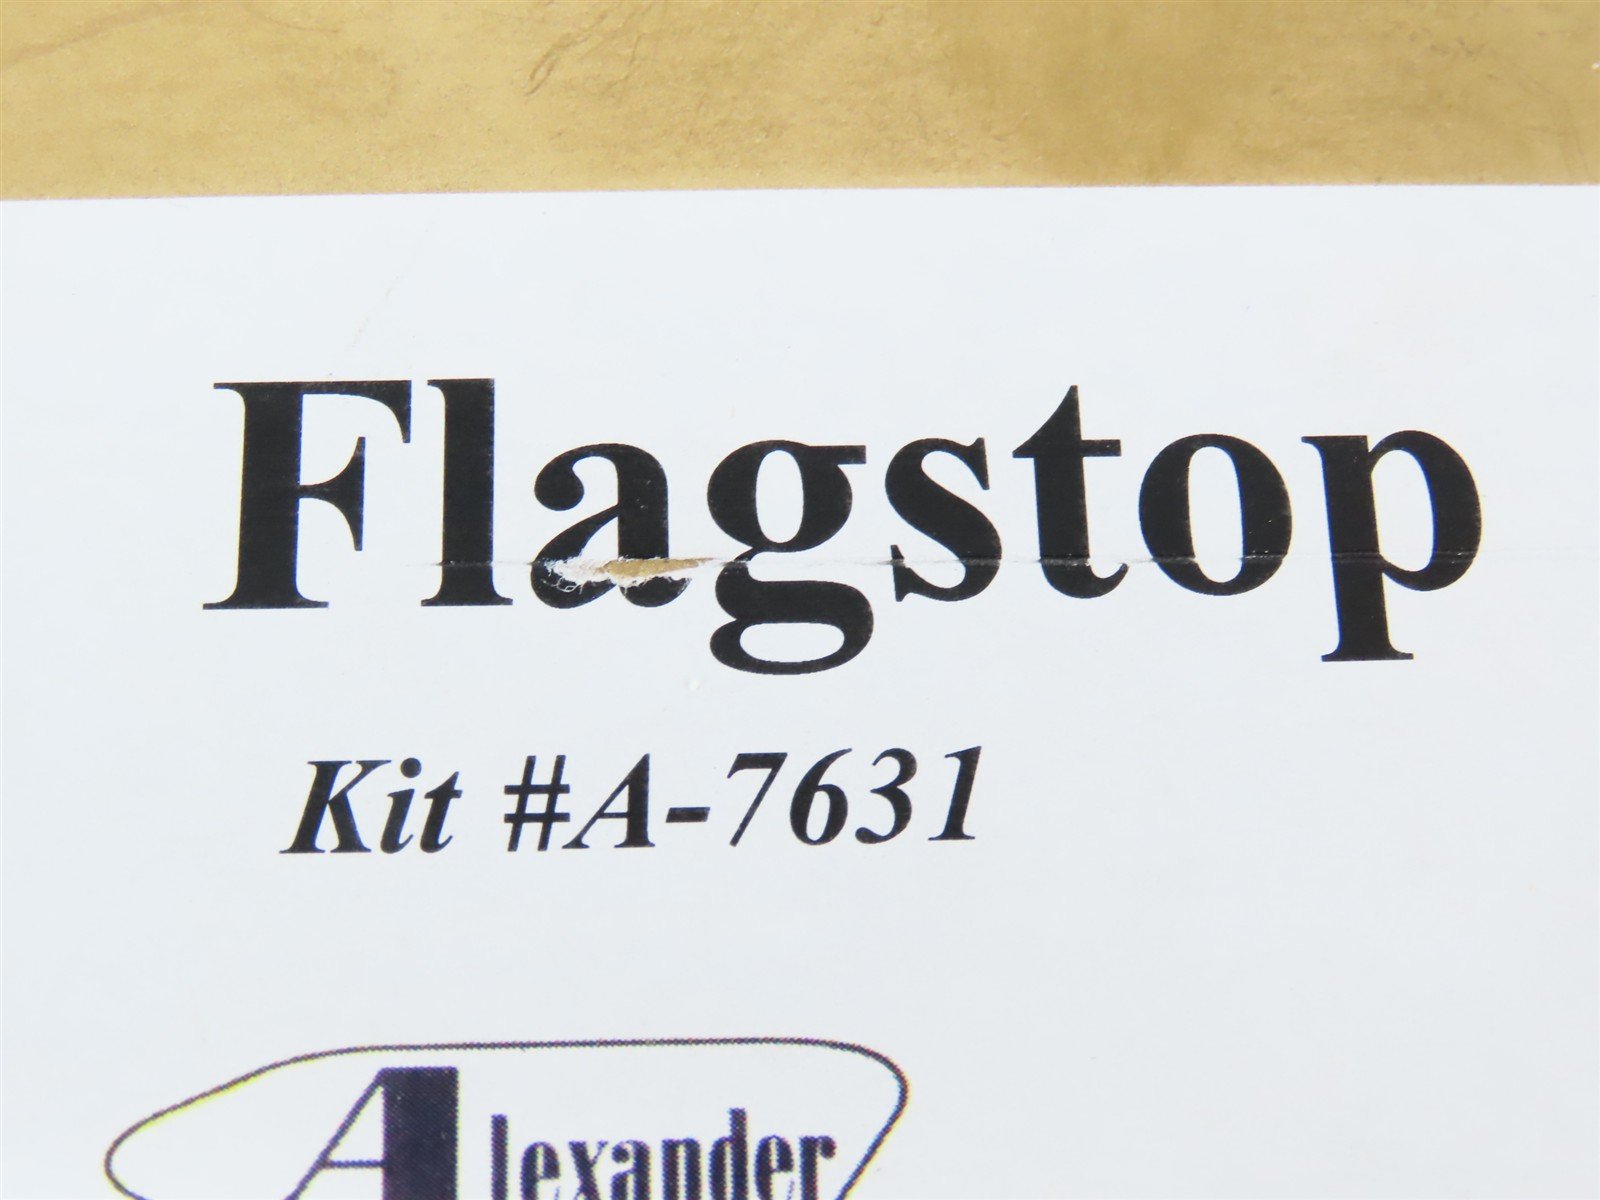 Flagstop
Kit #A-7631
Alexander